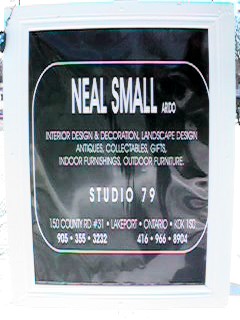 NEAL SMALL ARIDO
INTERIOR DESIGN & DECORATION, LANDSCAPE DESIGN
ANTIQUES, COLLECTABLES, GIFTS,
INDOOR FURNISHINGS, OUTDOOR FURNITURE.
STUDIO 79
150 COUNTY RD #31 • LAKEPORT • ONTARIO • K0K 1S0
905 • 355 • 3232 416 • 966 • 8904